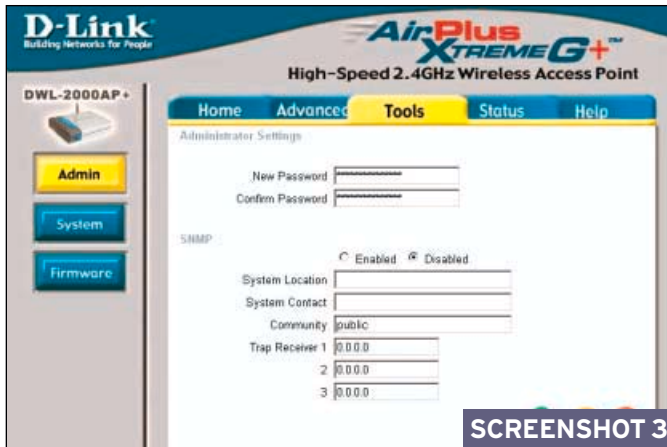 D-Link
Building Networks for People
AirPlus
XTREME G+™
High-Speed 2.4GHz Wireless Access Point
DWL-2000AP+
Home Advanced Tools Status Help
Administrator Settings
Admin
New Password
Confirm Password
System
SNMP
Enabled Disabled
Firmware
System Location
System Contact
Community public
Trap Receiver 1 0.0.0.0
2 0.0.0.0
3 0.0.0.0
SCREENSHOT 3